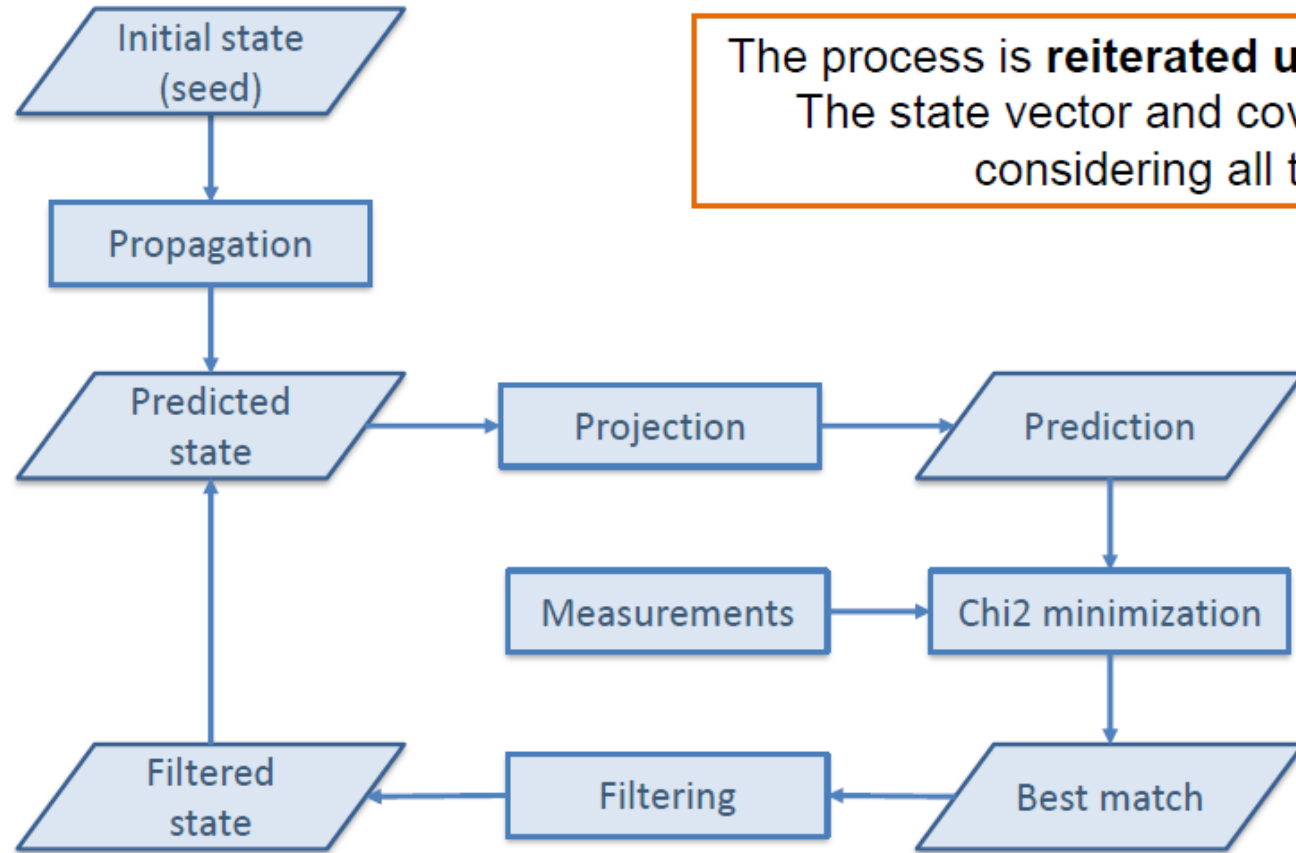 Initial state
(seed)
The process is reiterated
The state vector and
considering all
Propagation
Predicted
state
Projection
Prediction
Measurements
Chi2 minimization
Filtered
state
Filtering
Best match